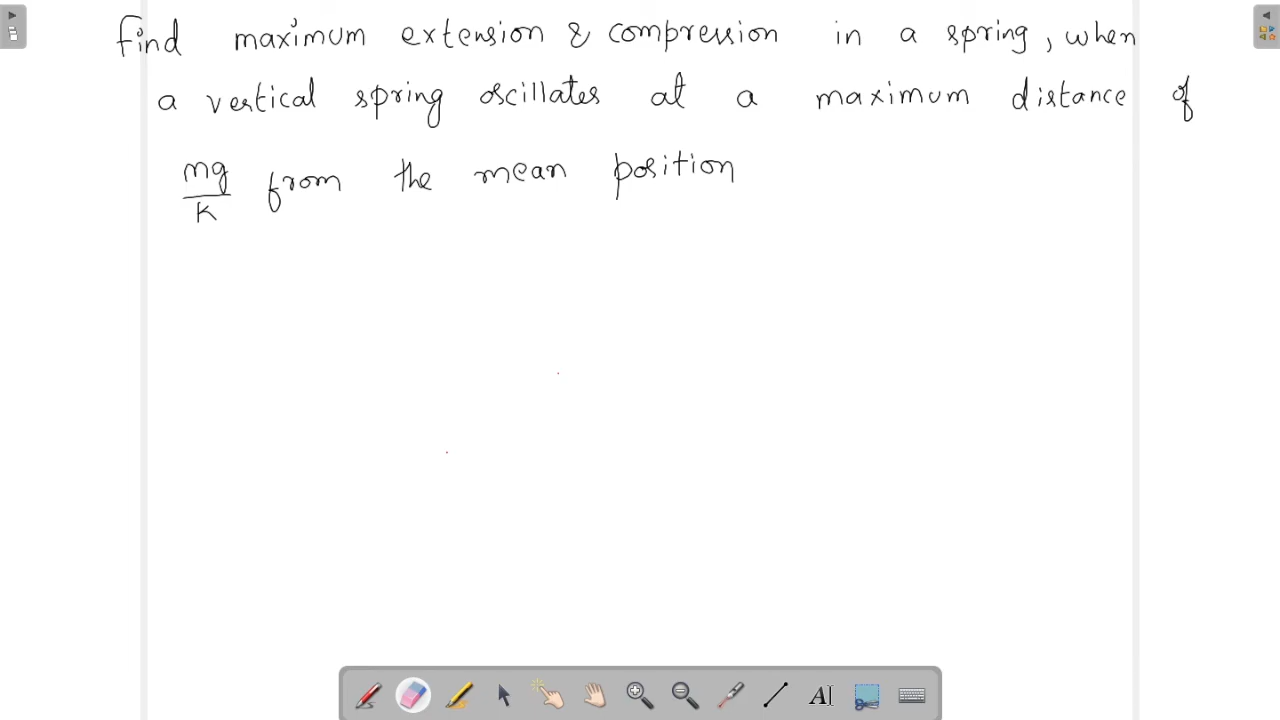 Find maximum extension & compression in a spring, when
a vertical spring oscillates at a maximum distance of
mg/K from the mean position
AI